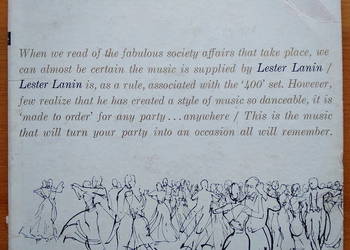 When we read of the fabulous society affairs that take place, we
can almost be certain the music is supplied by Lester Lanin /
Lester Lanin is, as a rule, associated with the '400' set. However,
few realize that he has created a style of music so danceable, it is
'made to order' for any party . . . anywhere / This is the music
that will turn your party into an occasion all will remember.